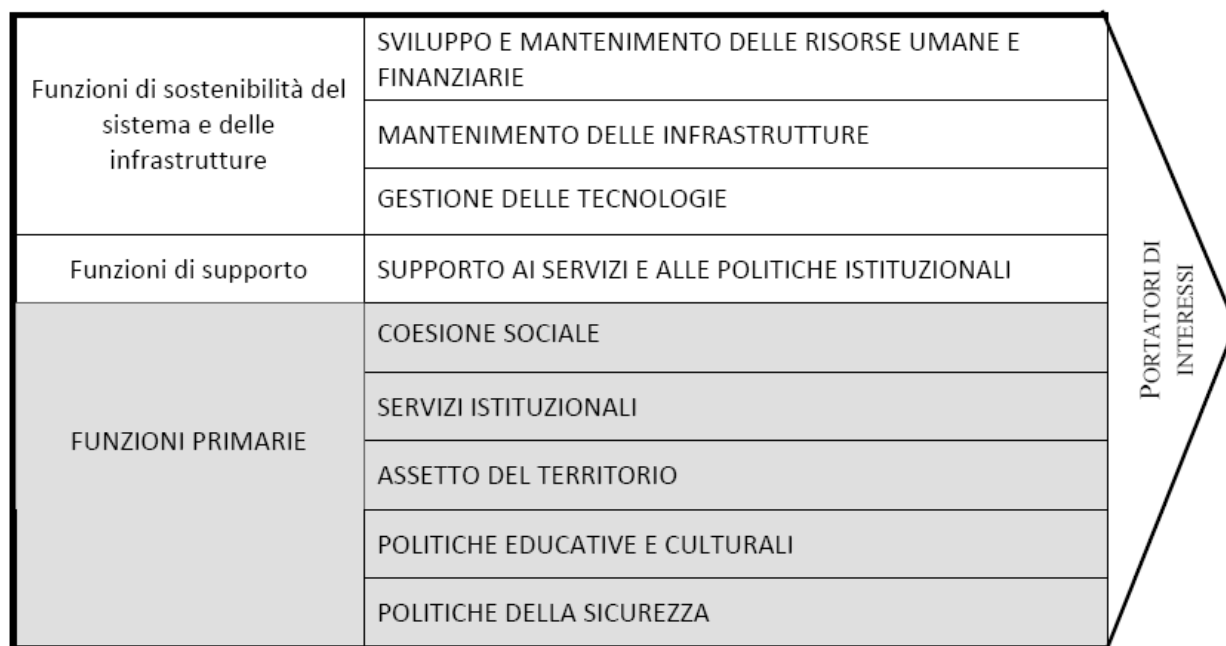 Funzioni di sostenibilità del
sistema e delle
infrastrutture
SVILUPPO E MANTENIMENTO DELLE RISORSE UMANE E
FINANZIARIE
MANTENIMENTO DELLE INFRASTRUTTURE
GESTIONE DELLE TECNOLOGIE
Funzioni di supporto
SUPPORTO AI SERVIZI E ALLE POLITICHE ISTITUZIONALI
FUNZIONI PRIMARIE
COESIONE SOCIALE
SERVIZI ISTITUZIONALI
ASSETTO DEL TERRITORIO
POLITICHE EDUCATIVE E CULTURALI
POLITICHE DELLA SICUREZZA
PORTATORI DI
INTERESSI